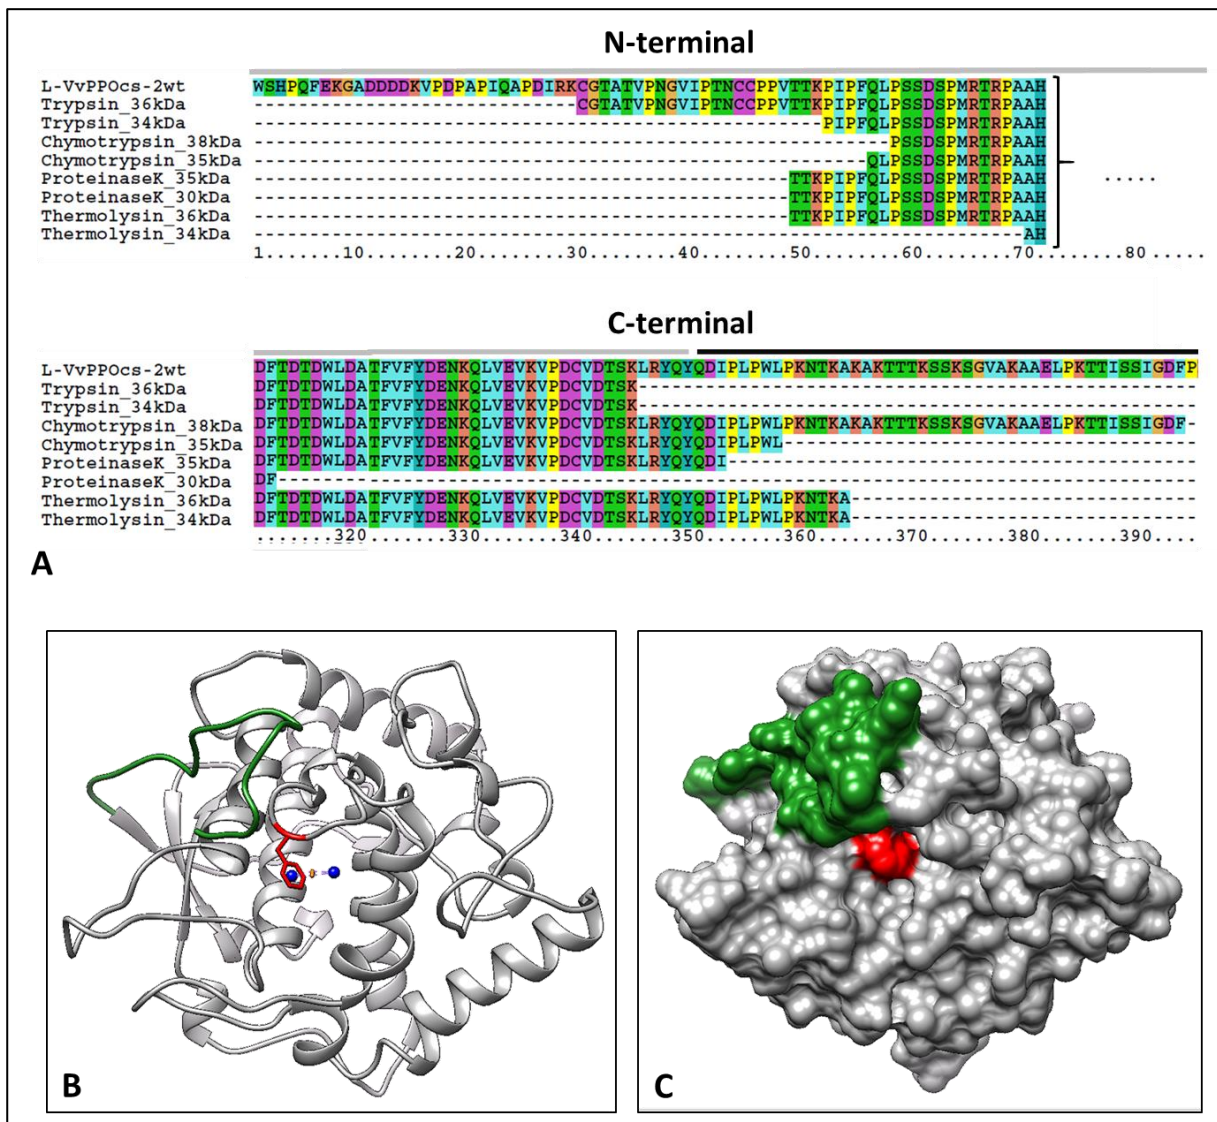 N-terminal
L-VvPPOcs-2wt WSHPQFEKGADDDDKVPDPAPIQAPDIRKCGTATVPNGVIPTNCCPPVTTKPIPFQLPSSDSPMRTRPAAH
Trypsin_36kDa -----------------------------CGTATVPNGVIPTNCCPPVTTKPIPFQLPSSDSPMRTRPAAH
Trypsin_34kDa ---------------------------------------------------PIPFQLPSSDSPMRTRPAAH
Chymotrypsin_38kDa ---------------------------------------------------------PSSDSPMRTRPAAH
Chymotrypsin_35kDa -------------------------------------------------------QLPSSDSPMRTRPAAH
ProteinaseK_35kDa ------------------------------------------------TTKPIPFQLPSSDSPMRTRPAAH .....
ProteinaseK_30kDa ------------------------------------------------TTKPIPFQLPSSDSPMRTRPAAH
Thermolysin_36kDa ------------------------------------------------TTKPIPFQLPSSDSPMRTRPAAH
Thermolysin_34kDa ---------------------------------------------------------------------AH
1.......10........20........30........40........50........60........70........80......
C-terminal
L-VvPPOcs-2wt DFTDTDWLDATFVFYDENKQLVEVKVPDCVDTSKLRYQYQDIPLPWLPKNTKAKAKTTTKSSKSGVAKAAELPKTTISSIGDFP
Trypsin_36kDa DFTDTDWLDATFVFYDENKQLVEVKVPDCVDTSK--------------------------------------------------
Trypsin_34kDa DFTDTDWLDATFVFYDENKQLVEVKVPDCVDTSK--------------------------------------------------
Chymotrypsin_38kDa DFTDTDWLDATFVFYDENKQLVEVKVPDCVDTSKLRYQYQDIPLPWLPKNTKAKAKTTTKSSKSGVAKAAELPKTTISSIGDF-
Chymotrypsin_35kDa DFTDTDWLDATFVFYDENKQLVEVKVPDCVDTSKLRYQYQDIPLPWL-------------------------------------
ProteinaseK_35kDa DFTDTDWLDATFVFYDENKQLVEVKVPDCVDTSKLRYQYQDI------------------------------------------
ProteinaseK_30kDa DF----------------------------------------------------------------------------------
Thermolysin_36kDa DFTDTDWLDATFVFYDENKQLVEVKVPDCVDTSKLRYQYQDIPLPWLPKNTKA-------------------------------
Thermolysin_34kDa DFTDTDWLDATFVFYDENKQLVEVKVPDCVDTSKLRYQYQDIPLPWLPKNTKA-------------------------------
.......320.......330.......340.......350.......360.......370.......380.......390....
A
B
C